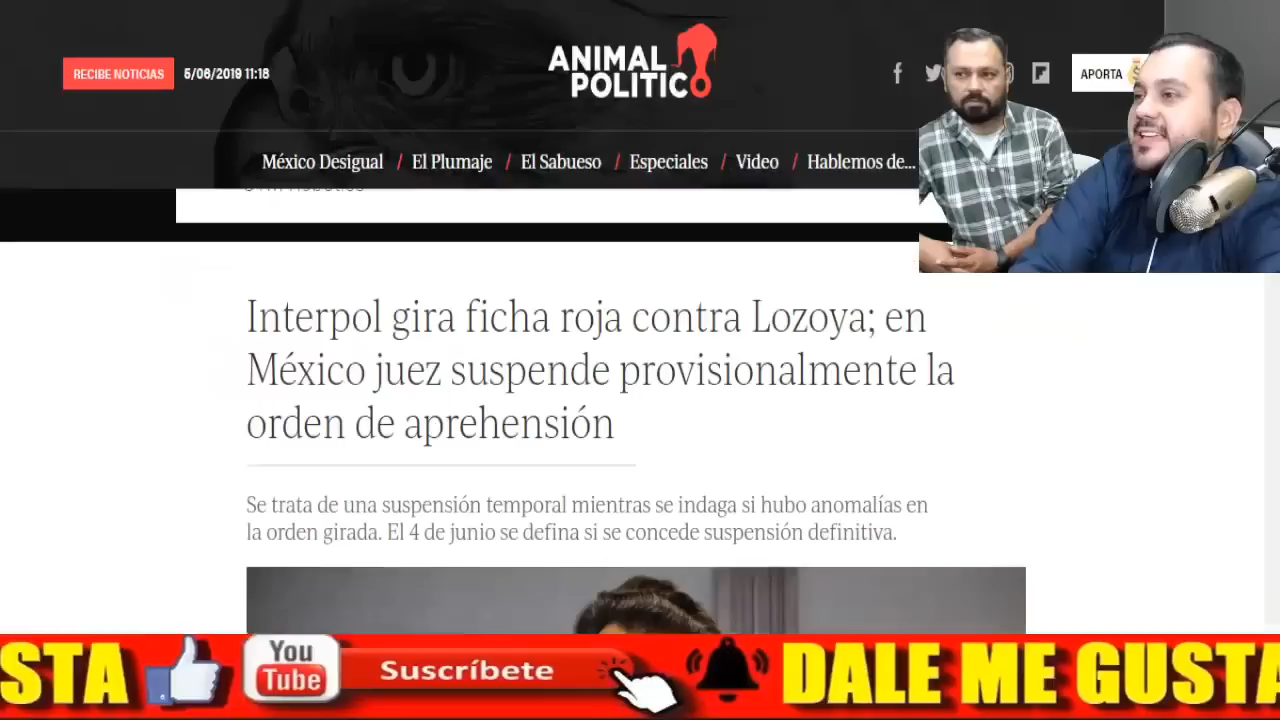 RECIBE NOTICIAS
5/06/2019 11:18
ANIMAL
POLITICO
APORTA
México Desigual / El Plumaje / El Sabueso / Especiales / Video / Hablemos de...
Interpol gira ficha roja contra Lozoya; en
México juez suspende provisionalmente la
orden de aprehensión
Se trata de una suspensión temporal mientras se indaga si hubo anomalías en
la orden girada. El 4 de junio se defina si se concede suspensión definitiva.
STA
You
Tube
Suscríbete
DALE ME GUSTA